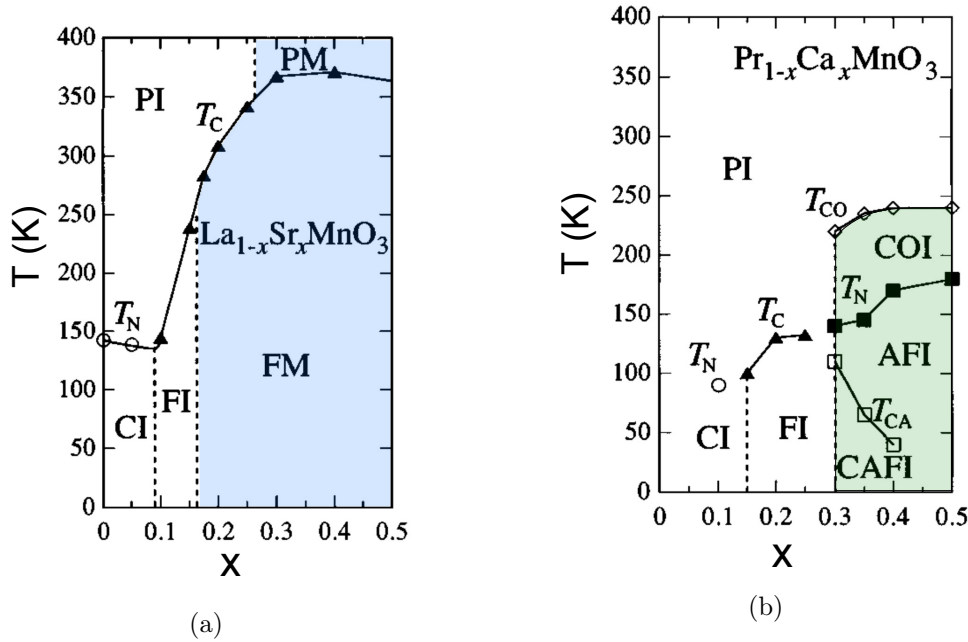 400
350
300
250
200
150
100
50
0
T (K)
PM
PI
T_C
La_{1-x}Sr_xMnO_3
T_N
FM
FI
CI
0 0.1 0.2 0.3 0.4 0.5
X
(a)
400
350
300
250
200
150
100
50
0
T (K)
Pr_{1-x}Ca_xMnO_3
PI
T_CO
COI
T_N
T_C
AFI
T_N
T_CA
CI
FI
CAFI
0 0.1 0.2 0.3 0.4 0.5
X
(b)